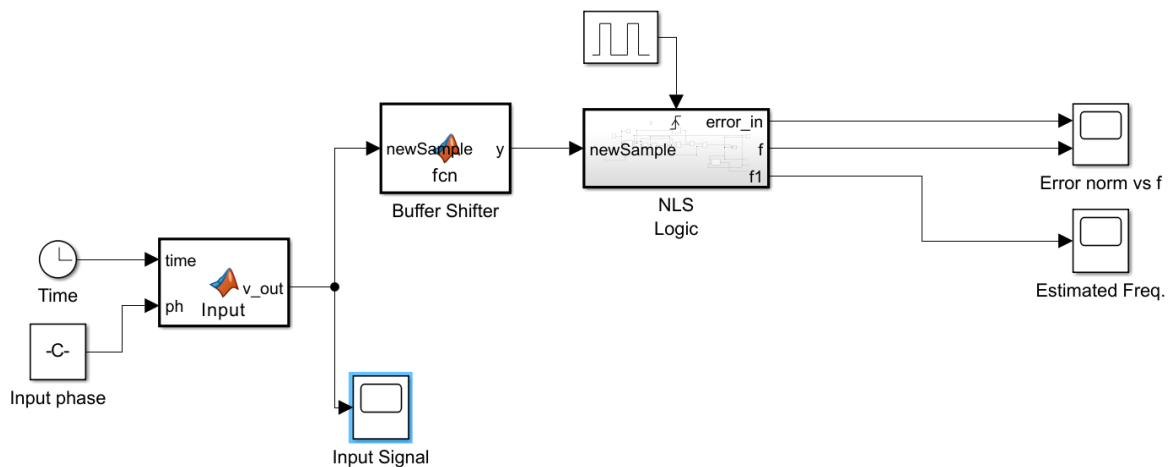 error_in
newSample
y
newSample
f
fcn
f1
Error norm vs f
Buffer Shifter
NLS
Logic
time
v_out
Time
ph
Input
Estimated Freq.
-C-
Input phase
Input Signal